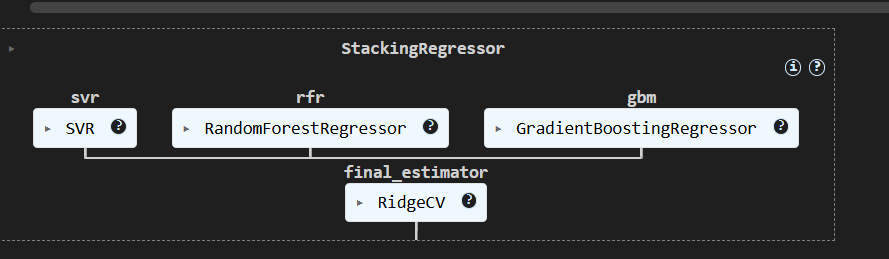 StackingRegressor
i ?
svr rfr gbm
SVR ? RandomForestRegressor ? GradientBoostingRegressor ?
final_estimator
RidgeCV ?